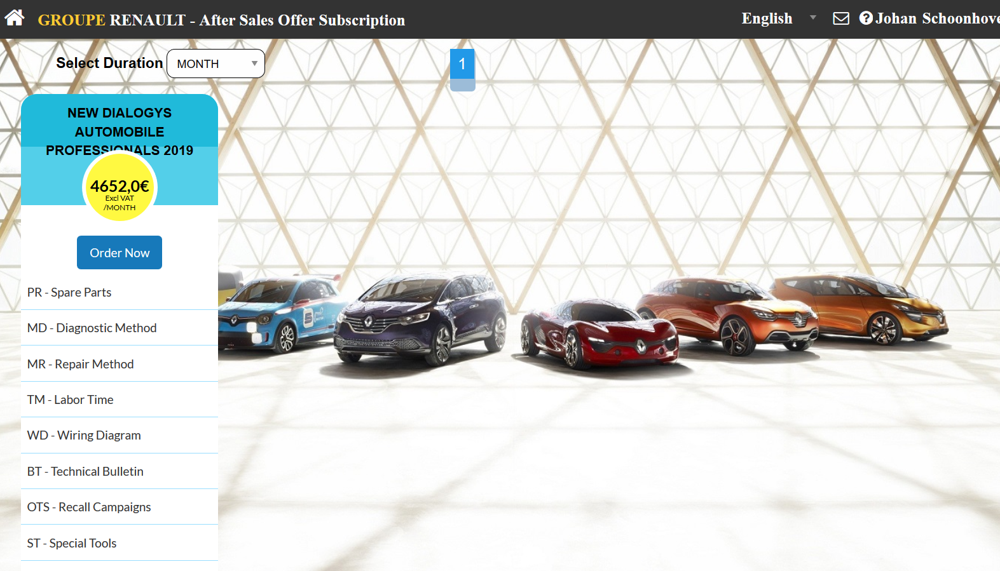 GROUPE RENAULT - After Sales Offer Subscription
English
Johan Schoonhove
Select Duration MONTH
1
NEW DIALOGYS
AUTOMOBILE
PROFESSIONALS 2019
4652,0€
Excl VAT
/MONTH
Order Now
PR - Spare Parts
MD - Diagnostic Method
MR - Repair Method
TM - Labor Time
WD - Wiring Diagram
BT - Technical Bulletin
OTS - Recall Campaigns
ST - Special Tools